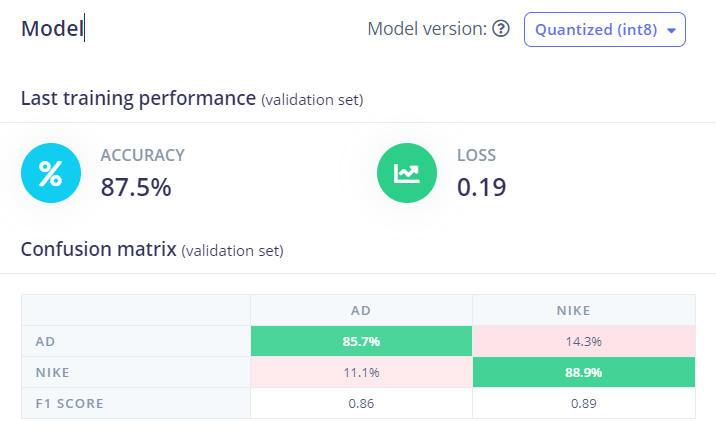 Model
Model version: Quantized (int8)
Last training performance (validation set)
%
ACCURACY
87.5%
LOSS
0.19
Confusion matrix (validation set)
AD NIKE
AD 85.7% 14.3%
NIKE 11.1% 88.9%
F1 SCORE 0.86 0.89